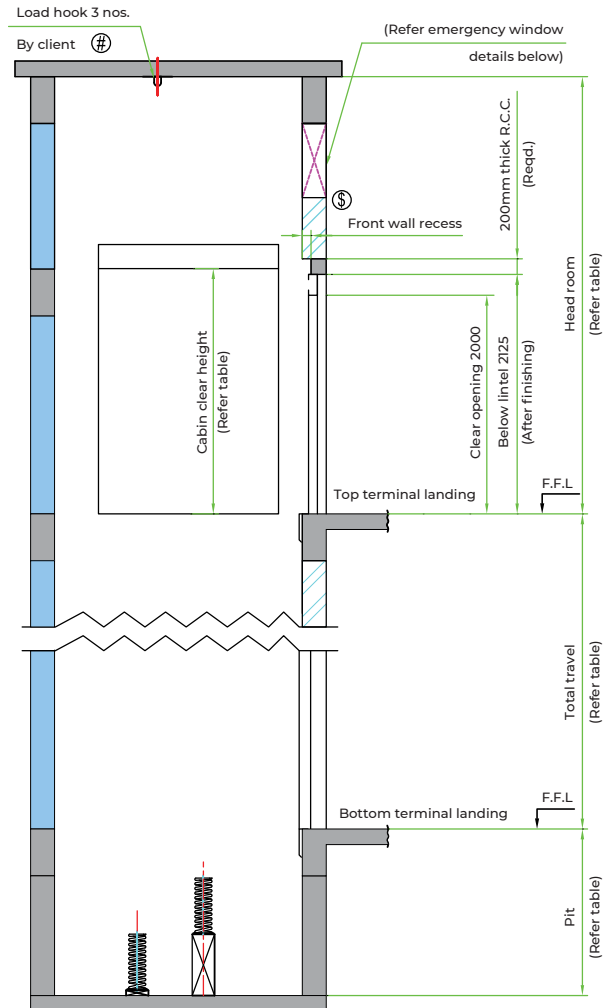 Load hook 3 nos.
By client #
(Refer emergency window
details below)
200mm thick R.C.C.
(Reqd.)
$
Front wall recess
Head room
(Refer table)
Cabin clear height
(Refer table)
Clear opening 2000
Below lintel 2125
(After finishing)
Top terminal landing
F.F.L
Total travel
(Refer table)
Bottom terminal landing
F.F.L
Pit
(Refer table)